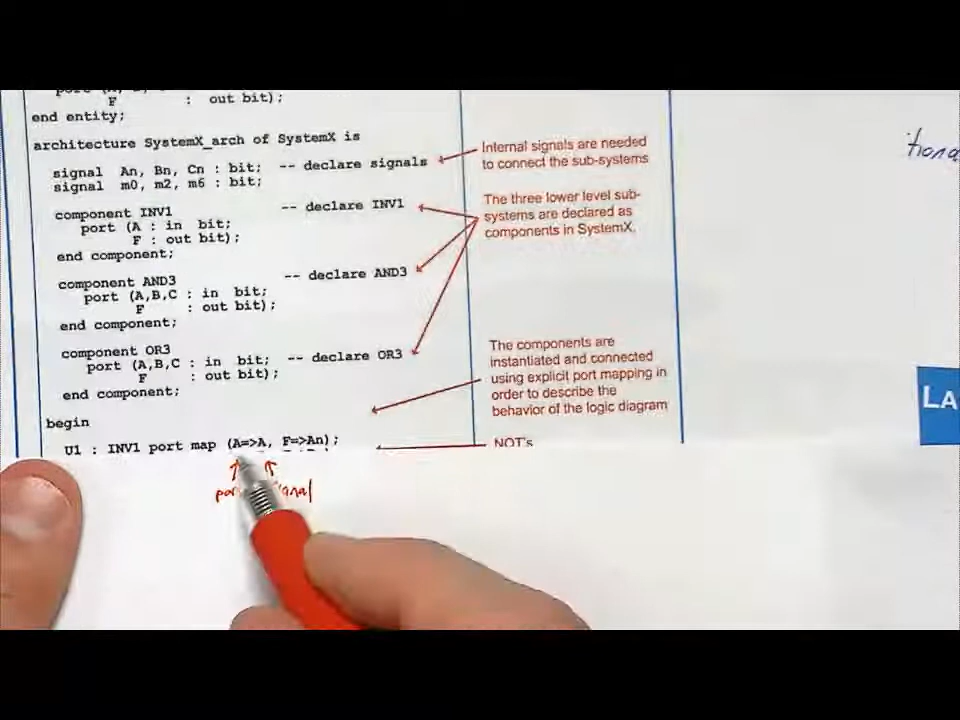 F : out bit);
end entity;
architecture SystemX_arch of SystemX is
signal An, Bn, Cn : bit; -- declare signals
signal m0, m2, m6 : bit;
component INV1 -- declare INV1
port (A : in bit;
F : out bit);
end component;
component AND3 -- declare AND3
port (A,B,C : in bit;
F : out bit);
end component;
component OR3 -- declare OR3
port (A,B,C : in bit;
F : out bit);
end component;
begin
U1 : INV1 port map (A=>A, F=>An);
Internal signals are needed
to connect the sub-systems
The three lower level sub-
systems are declared as
components in SystemX.
The components are
instantiated and connected
using explicit port mapping in
order to describe the
behavior of the logic diagram
NOT's
LA